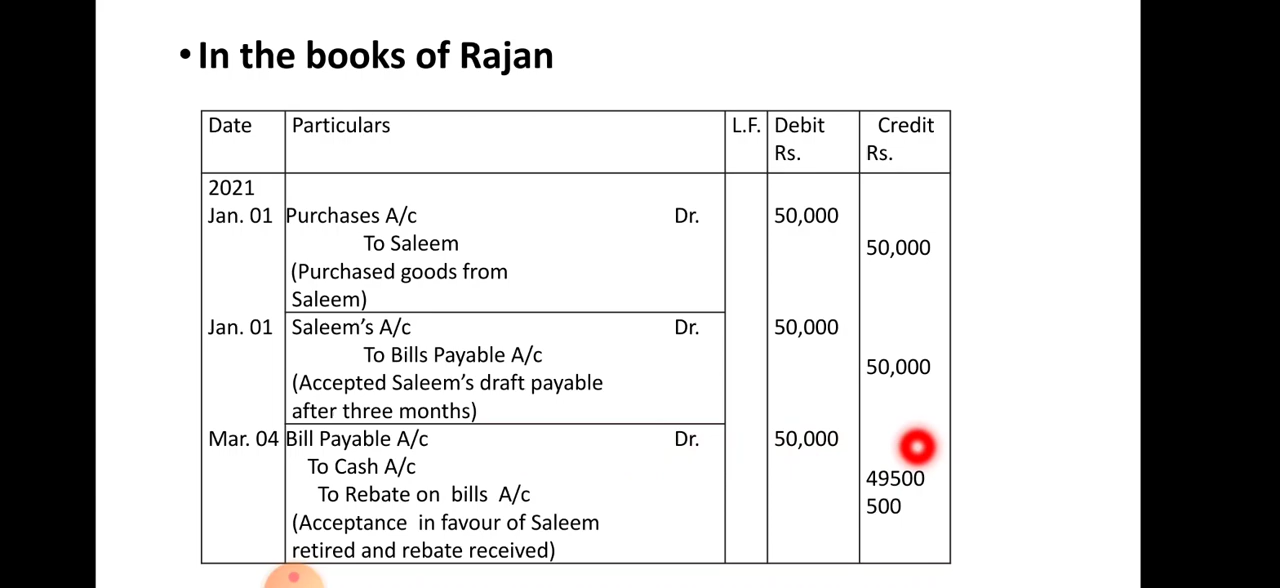 • In the books of Rajan
Date Particulars L.F. Debit Credit
Rs. Rs.
2021
Jan. 01 Purchases A/c Dr. 50,000
To Saleem 50,000
(Purchased goods from
Saleem)
Jan. 01 Saleem’s A/c Dr. 50,000
To Bills Payable A/c 50,000
(Accepted Saleem’s draft payable
after three months)
Mar. 04 Bill Payable A/c Dr. 50,000
To Cash A/c 49500
To Rebate on bills A/c 500
(Acceptance in favour of Saleem
retired and rebate received)